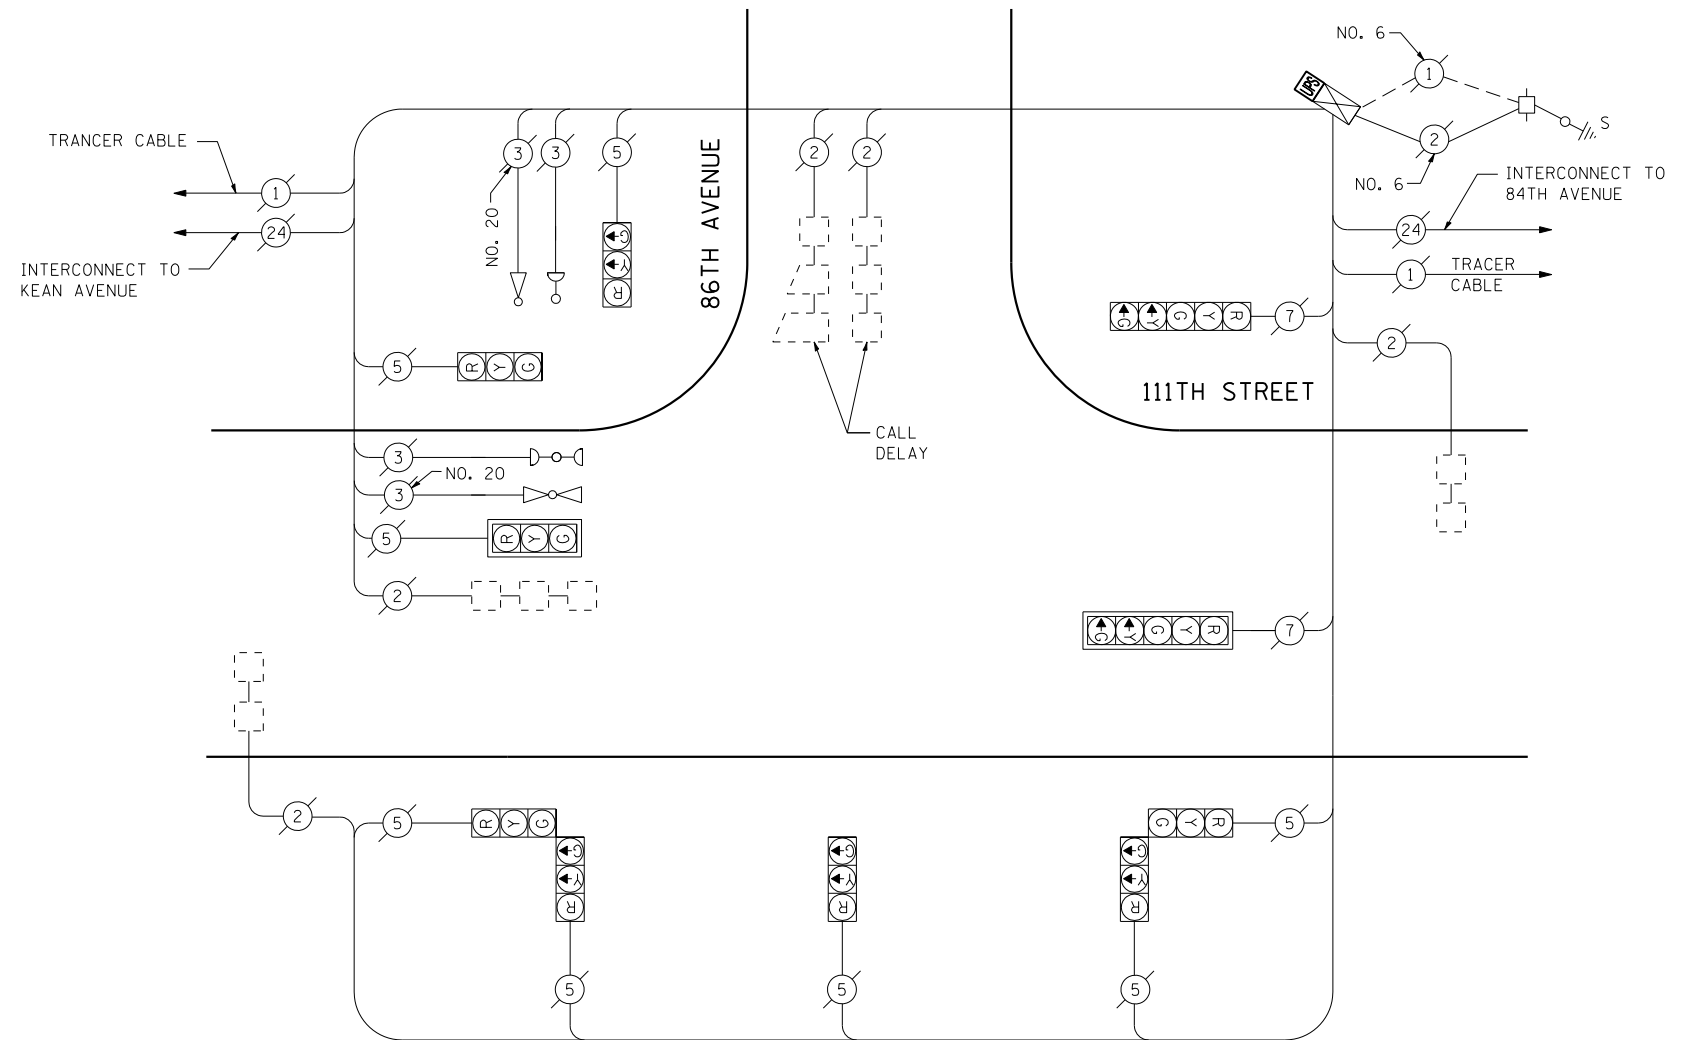 NO. 6
1
UPS
TRANCER CABLE
3
3
5
2
2
2
S
86TH AVENUE
NO. 20
NO. 6
INTERCONNECT TO
84TH AVENUE
1
24
G
Y
R
24
INTERCONNECT TO
KEAN AVENUE
1
TRACER
CABLE
G
Y
G
Y
R
7
2
5
R
Y
G
111TH STREET
CALL
DELAY
3
NO. 20
3
5
R
Y
G
2
G
Y
G
Y
R
7
2
5
R
Y
G
G
Y
R
5
G
Y
R
G
Y
R
G
Y
R
5
5
5